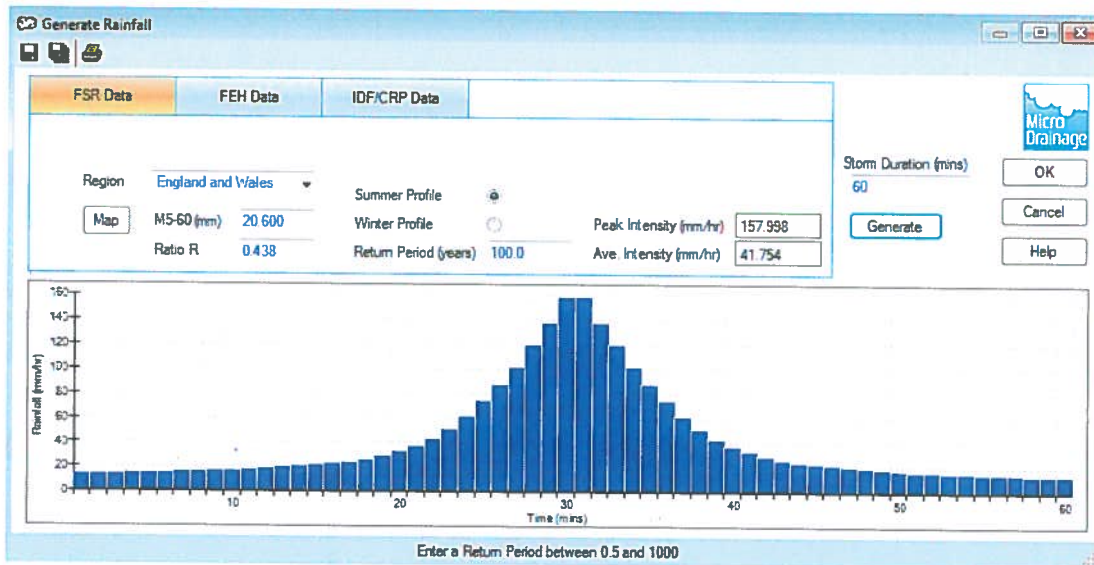 Generate Rainfall
FSR Data
FEH Data
IDF/CRP Data
Micro
Drainage
Region England and Wales
Map
M5-60 (mm) 20.600
Ratio R 0.438
Summer Profile
Winter Profile
Return Period (years) 100.0
Peak Intensity (mm/hr) 157.998
Ave. Intensity (mm/hr) 41.754
Storm Duration (mins)
60
Generate
OK
Cancel
Help
Rainfall (mm/hr)
160
140
120
100
80
60
40
20
0
10 20 30 40 50 60
Time (mins)
Enter a Return Period between 0.5 and 1000